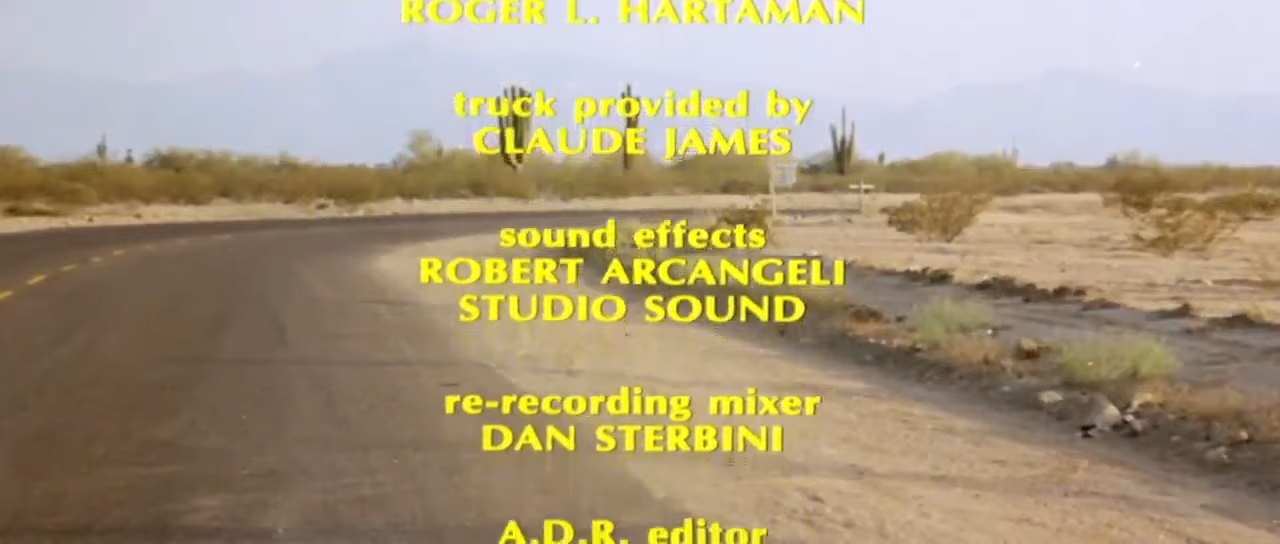 ROGER L. HARTAMAN
truck provided by
CLAUDE JAMES
sound effects
ROBERT ARCANGELI
STUDIO SOUND
re-recording mixer
DAN STERBINI
A.D.R. editor